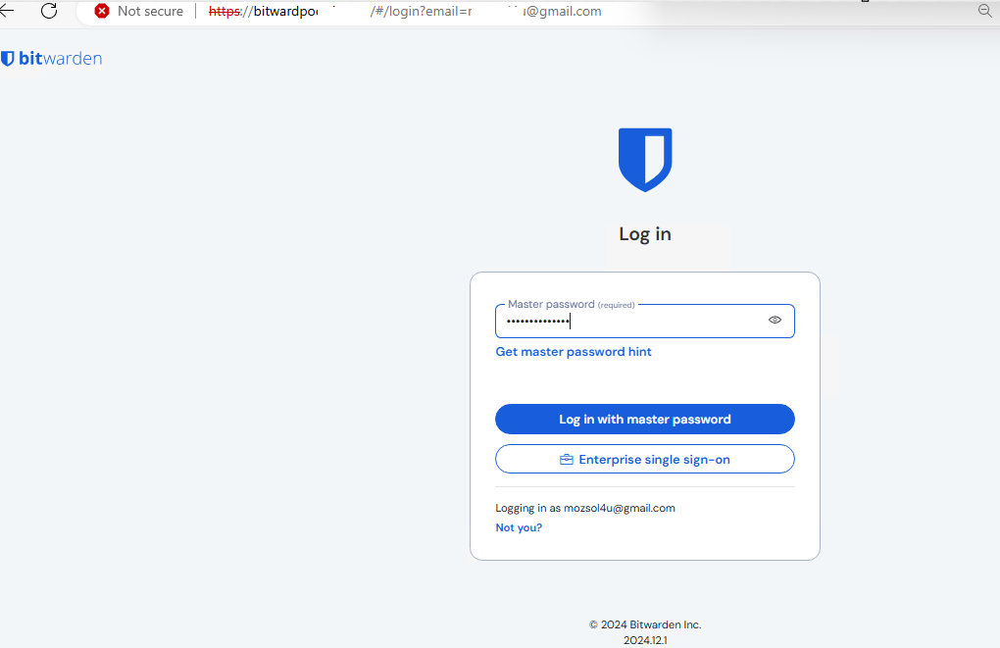 Not secure https://bitwardpo /#/login?email= u@gmail.com
bitwarden
Log in
Master password (required)
••••••••••••••
Get master password hint
Log in with master password
Enterprise single sign-on
Logging in as mozsol4u@gmail.com
Not you?
© 2024 Bitwarden Inc.
2024.12.1